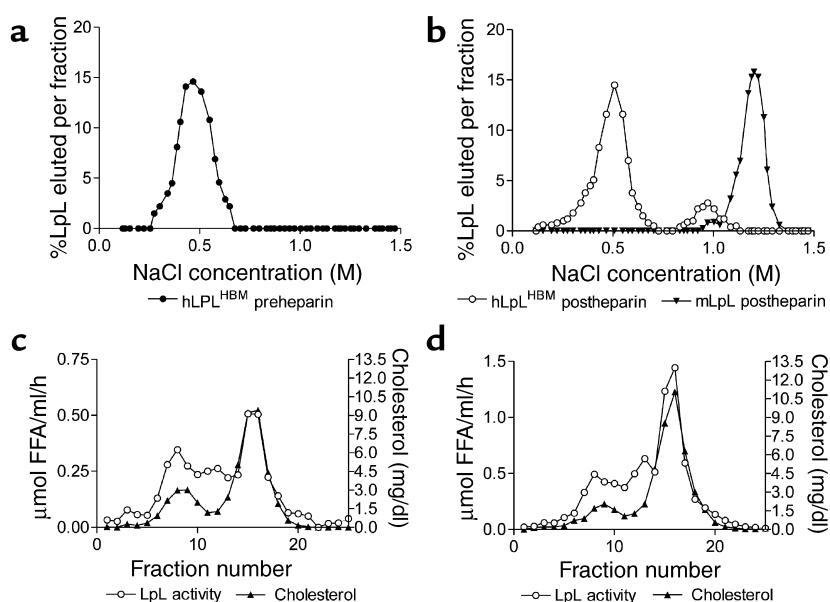 a
%LpL eluted per fraction
20
15
10
5
0
0.0
0.5
1.0
1.5
NaCl concentration (M)
hLPLHBM preheparin
b
%LpL eluted per fraction
20
15
10
5
0
0.0
0.5
1.0
1.5
NaCl concentration (M)
hLpLHBM postheparin
mLpL postheparin
c
µmol FFA/ml/h
0.75
0.50
0.25
0.00
0
10
20
13.5
12.0
10.5
9.0
7.5
6.0
4.5
3.0
1.5
0.0
Cholesterol (mg/dl)
Fraction number
LpL activity
Cholesterol
d
µmol FFA/ml/h
1.5
1.0
0.5
0.0
0
10
20
13.5
12.0
10.5
9.0
7.5
6.0
4.5
3.0
1.5
0.0
Cholesterol (mg/dl)
Fraction number
LpL activity
Cholesterol